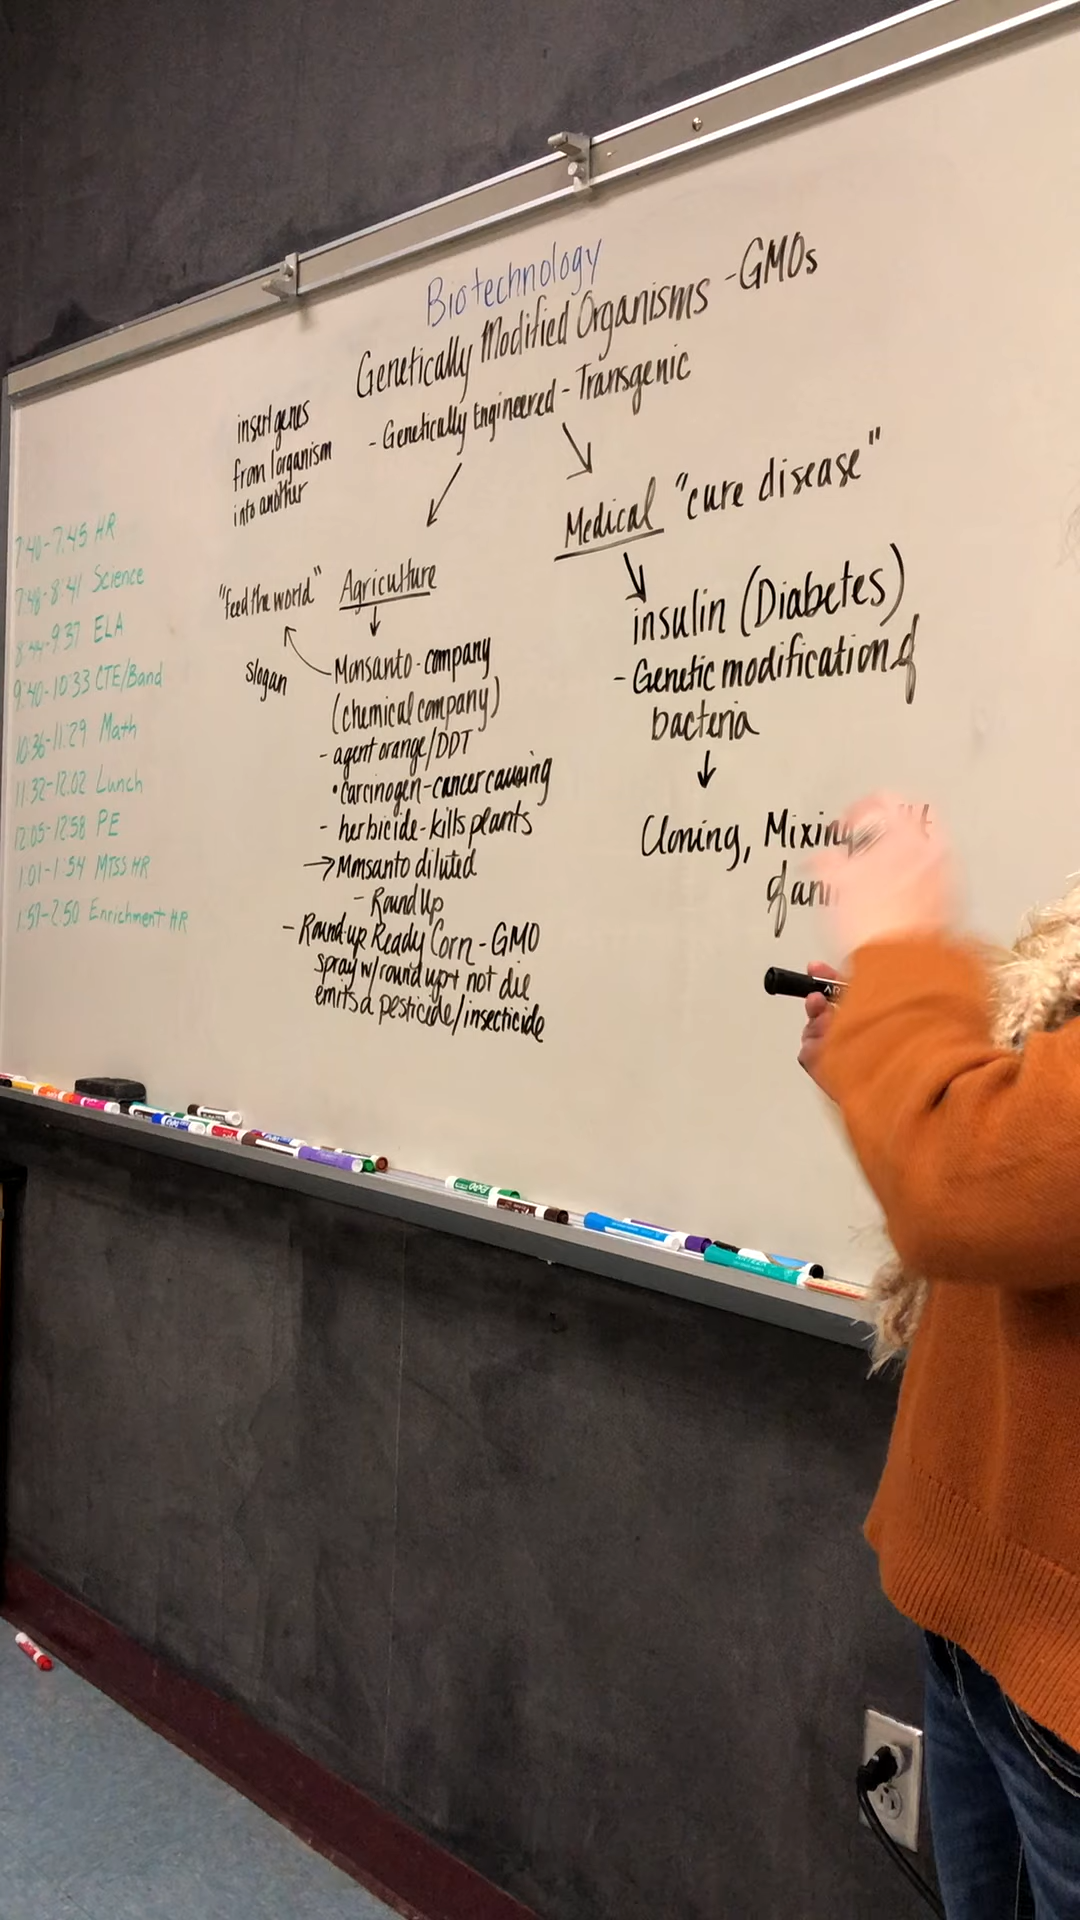 Biotechnology
Genetically Modified Organisms - GMOs
- Genetically Engineered - Transgenic
insert genes
from 1 organism
into another
7:40-7:45 HR
7:48-8:41 Science
8:44-9:37 ELA
9:40-10:33 CTE/Band
10:36-11:29 Math
11:32-12:02 Lunch
12:05-12:58 PE
1:01-1:54 MTSS HR
1:57-2:50 Enrichment HR
"feed the world" Agriculture
slogan
Monsanto - company
(chemical company)
- agent orange/DDT
• carcinogen - cancer causing
- herbicide - kills plants
→ Monsanto diluted
- Round Up
- Round-up Ready Corn - GMO
spray w/ round up + not die
emits a pesticide/insecticide
Medical "cure disease"
insulin (Diabetes)
- Genetic modification of
bacteria
Cloning, Mixing
of